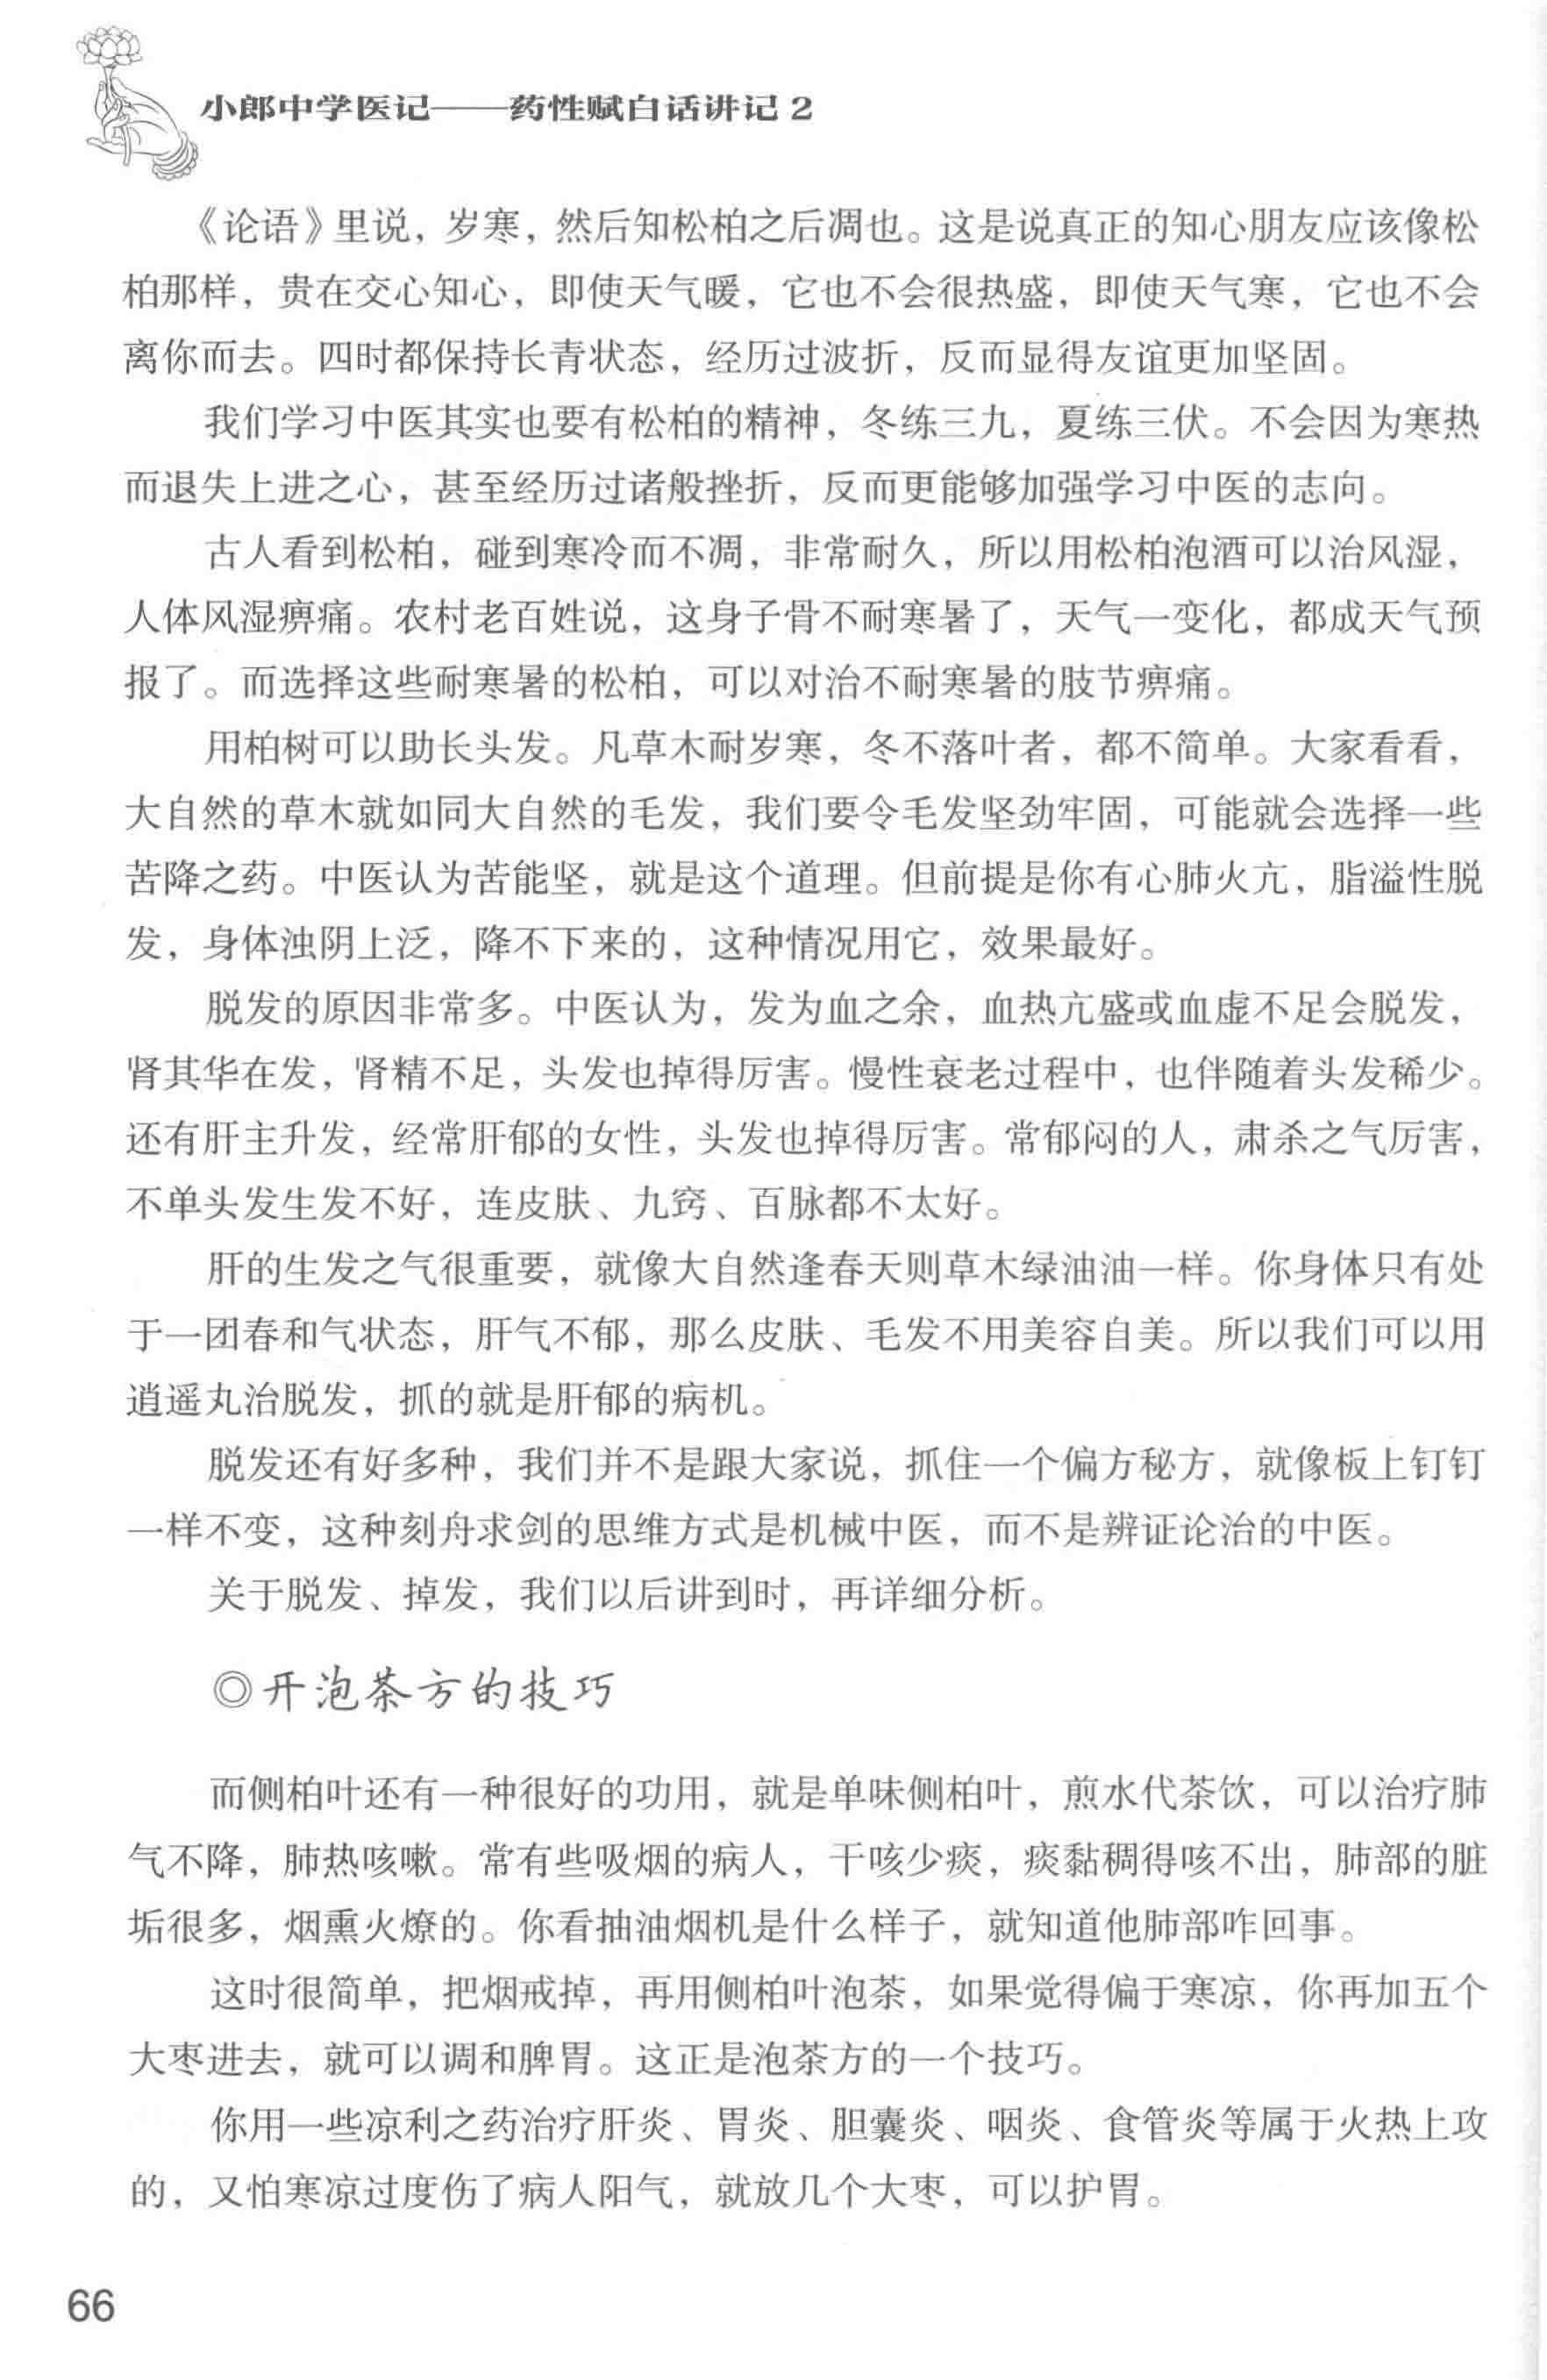 小郎中学医记——药性赋白话讲记2
《论语》里说，岁寒，然后知松柏之后凋也。这是说真正的知心朋友应该像松
柏那样，贵在交心知心，即使天气暖，它也不会很热盛，即使天气寒，它也不会
离你而去。四时都保持长青状态，经历过波折，反而显得友谊更加坚固。
我们学习中医其实也要有松柏的精神，冬练三九，夏练三伏。不会因为寒热
而退失上进之心，甚至经历过诸般挫折，反而更能够加强学习中医的志向。
古人看到松柏，碰到寒冷而不凋，非常耐久，所以用松柏泡酒可以治风湿，
人体风湿痹痛。农村老百姓说，这身子骨不耐寒暑了，天气一变化，都成天气预
报了。而选择这些耐寒暑的松柏，可以对治不耐寒暑的肢节痹痛。
用柏树可以助长头发。凡草木耐岁寒，冬不落叶者，都不简单。大家看看，
大自然的草木就如同大自然的毛发，我们要令毛发坚劲牢固，可能就会选择一些
苦降之药。中医认为苦能坚，就是这个道理。但前提是你有心肺火亢，脂溢性脱
发，身体浊阴上泛，降不下来的，这种情况用它，效果最好。
脱发的原因非常多。中医认为，发为血之余，血热亢盛或血虚不足会脱发，
肾其华在发，肾精不足，头发也掉得厉害。慢性衰老过程中，也伴随着头发稀少。
还有肝主升发，经常肝郁的女性，头发也掉得厉害。常郁闷的人，肃杀之气厉害，
不单头发生发不好，连皮肤、九窍、百脉都不太好。
肝的生发之气很重要，就像大自然逢春天则草木绿油油一样。你身体只有处
于一团春和气状态，肝气不郁，那么皮肤、毛发不用美容自美。所以我们可以用
逍遥丸治脱发，抓的就是肝郁的病机。
脱发还有好多种，我们并不是跟大家说，抓住一个偏方秘方，就像板上钉钉
一样不变，这种刻舟求剑的思维方式是机械中医，而不是辨证论治的中医。
关于脱发、掉发，我们以后讲到时，再详细分析。
◎开泡茶方的技巧
而侧柏叶还有一种很好的功用，就是单味侧柏叶，煎水代茶饮，可以治疗肺
气不降，肺热咳嗽。常有些吸烟的病人，干咳少痰，痰黏稠得咳不出，肺部的脏
垢很多，烟熏火燎的。你看抽油烟机是什么样子，就知道他肺部咋回事。
这时很简单，把烟戒掉，再用侧柏叶泡茶，如果觉得偏于寒凉，你再加五个
大枣进去，就可以调和脾胃。这正是泡茶方的一个技巧。
你用一些凉利之药治疗肝炎、胃炎、胆囊炎、咽炎、食管炎等属于火热上攻
的，又怕寒凉过度伤了病人阳气，就放几个大枣，可以护胃。
66